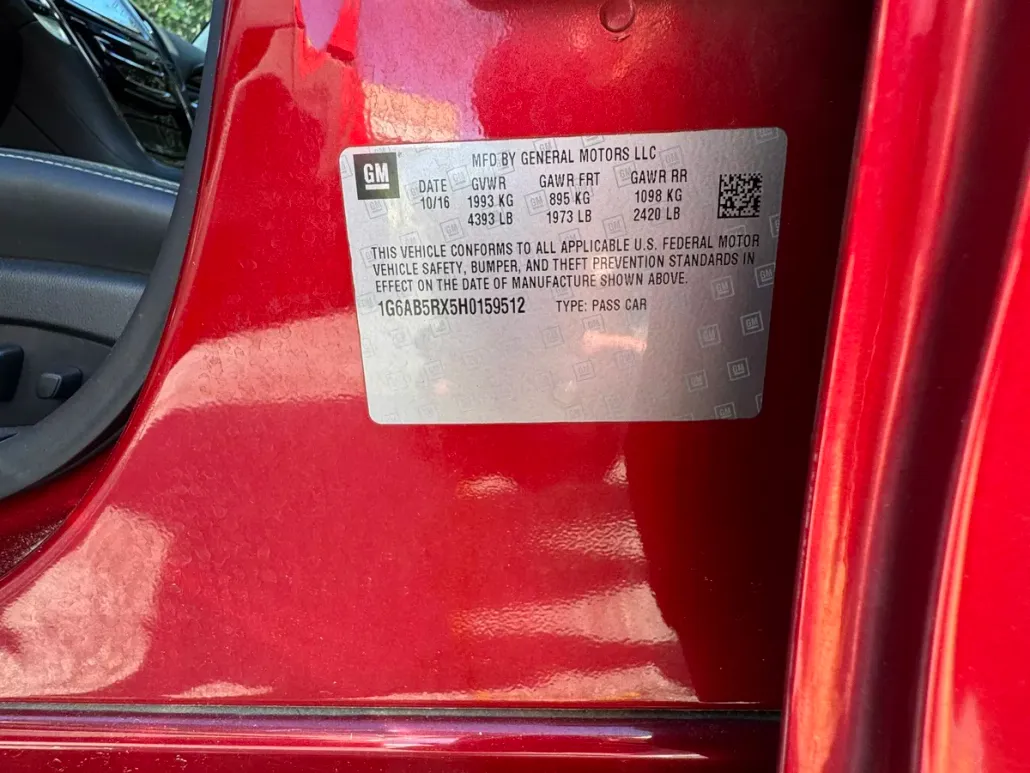 GM
MFD BY GENERAL MOTORS LLC
DATE GVWR GAWR FRT GAWR RR
10/16 1993 KG 895 KG 1098 KG
4393 LB 1973 LB 2420 LB
THIS VEHICLE CONFORMS TO ALL APPLICABLE U.S. FEDERAL MOTOR
VEHICLE SAFETY, BUMPER, AND THEFT PREVENTION STANDARDS IN
EFFECT ON THE DATE OF MANUFACTURE SHOWN ABOVE.
1G6AB5RX5H0159512 TYPE: PASS CAR